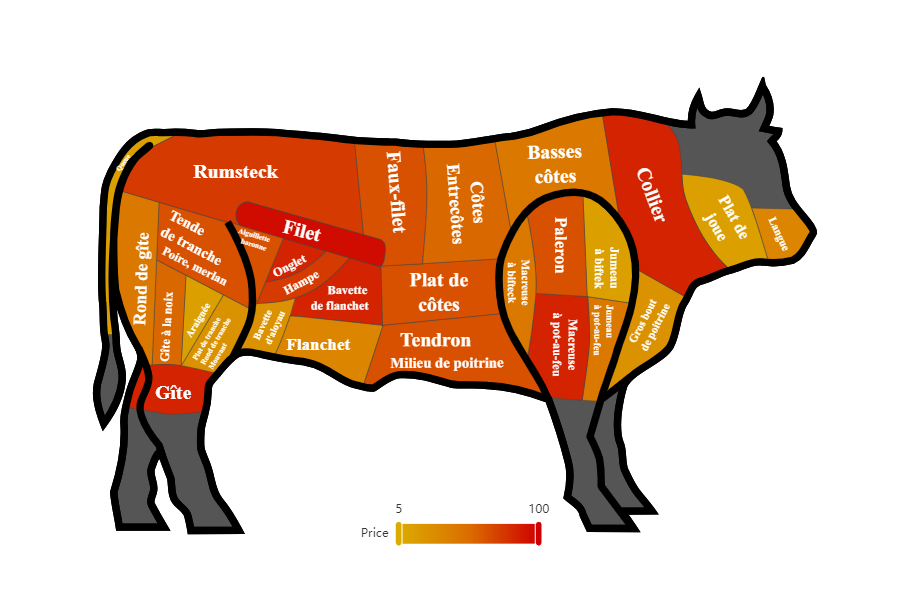 Queue
Rumsteck
Faux-filet
Côtes
Entrecôtes
Basses
côtes
Collier
Plat de
joue
Langue
Filet
Rond de gîte
Tende
de tranche
Poire, merlan
Aiguillette
baronne
Onglet
Hampe
Bavette
de flanchet
Plat de
côtes
Macreuse
à bifteck
Paleron
Jumeau
à biftek
Gîte à la noix
Araignée
Plat de tranche
Rond de tranche
Mouvant
Bavette
d'aloyau
Flanchet
Tendron
Milieu de poitrine
Macreuse
à pot-au-feu
Jumeau
à pot-au-feu
Gros bout
de poitrine
Gîte
5
100
Price